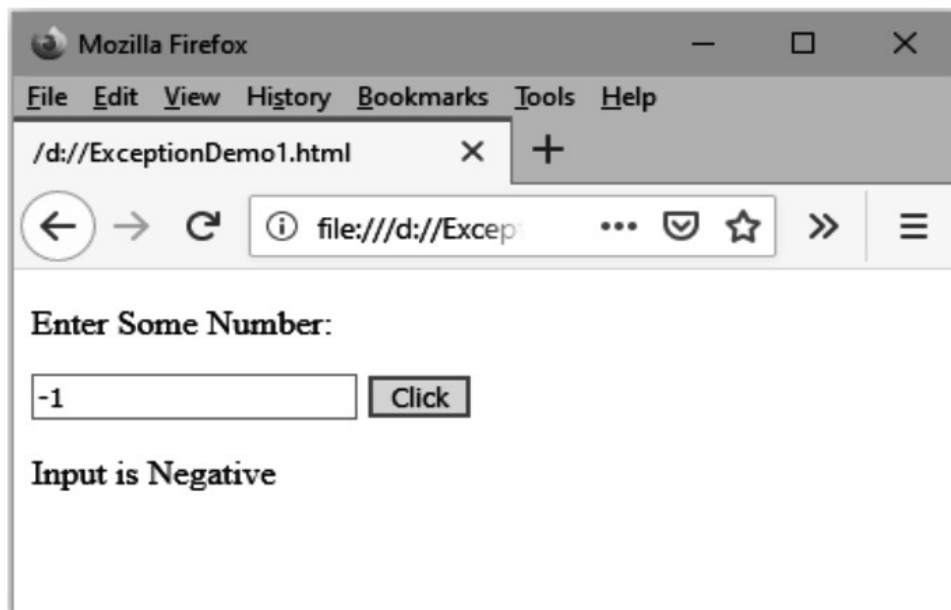 Mozilla Firefox
File Edit View History Bookmarks Tools Help
/d://ExceptionDemo1.html
file:///d://Excep
Enter Some Number:
-1 Click
Input is Negative